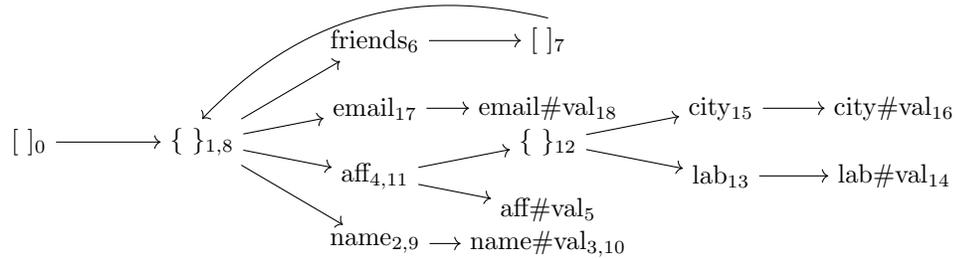 friends₆
[ ]₇
email₁₇
email#val₁₈
city₁₅
city#val₁₆
[ ]₀
{ }₁,₈
{ }₁₂
aff₄,₁₁
lab₁₃
lab#val₁₄
aff#val₅
name₂,₉
name#val₃,₁₀